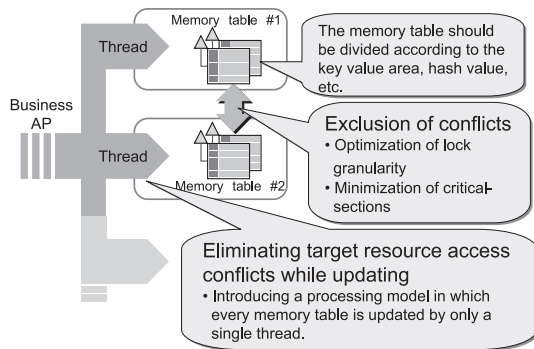 Memory table #1
Thread
The memory table should
be divided according to the
key value area, hash value,
etc.
Business
AP
Exclusion of conflicts
• Optimization of lock
granularity
• Minimization of critical-
sections
Thread
Memory table #2
Eliminating target resource access
conflicts while updating
• Introducing a processing model in which
every memory table is updated by only a
single thread.